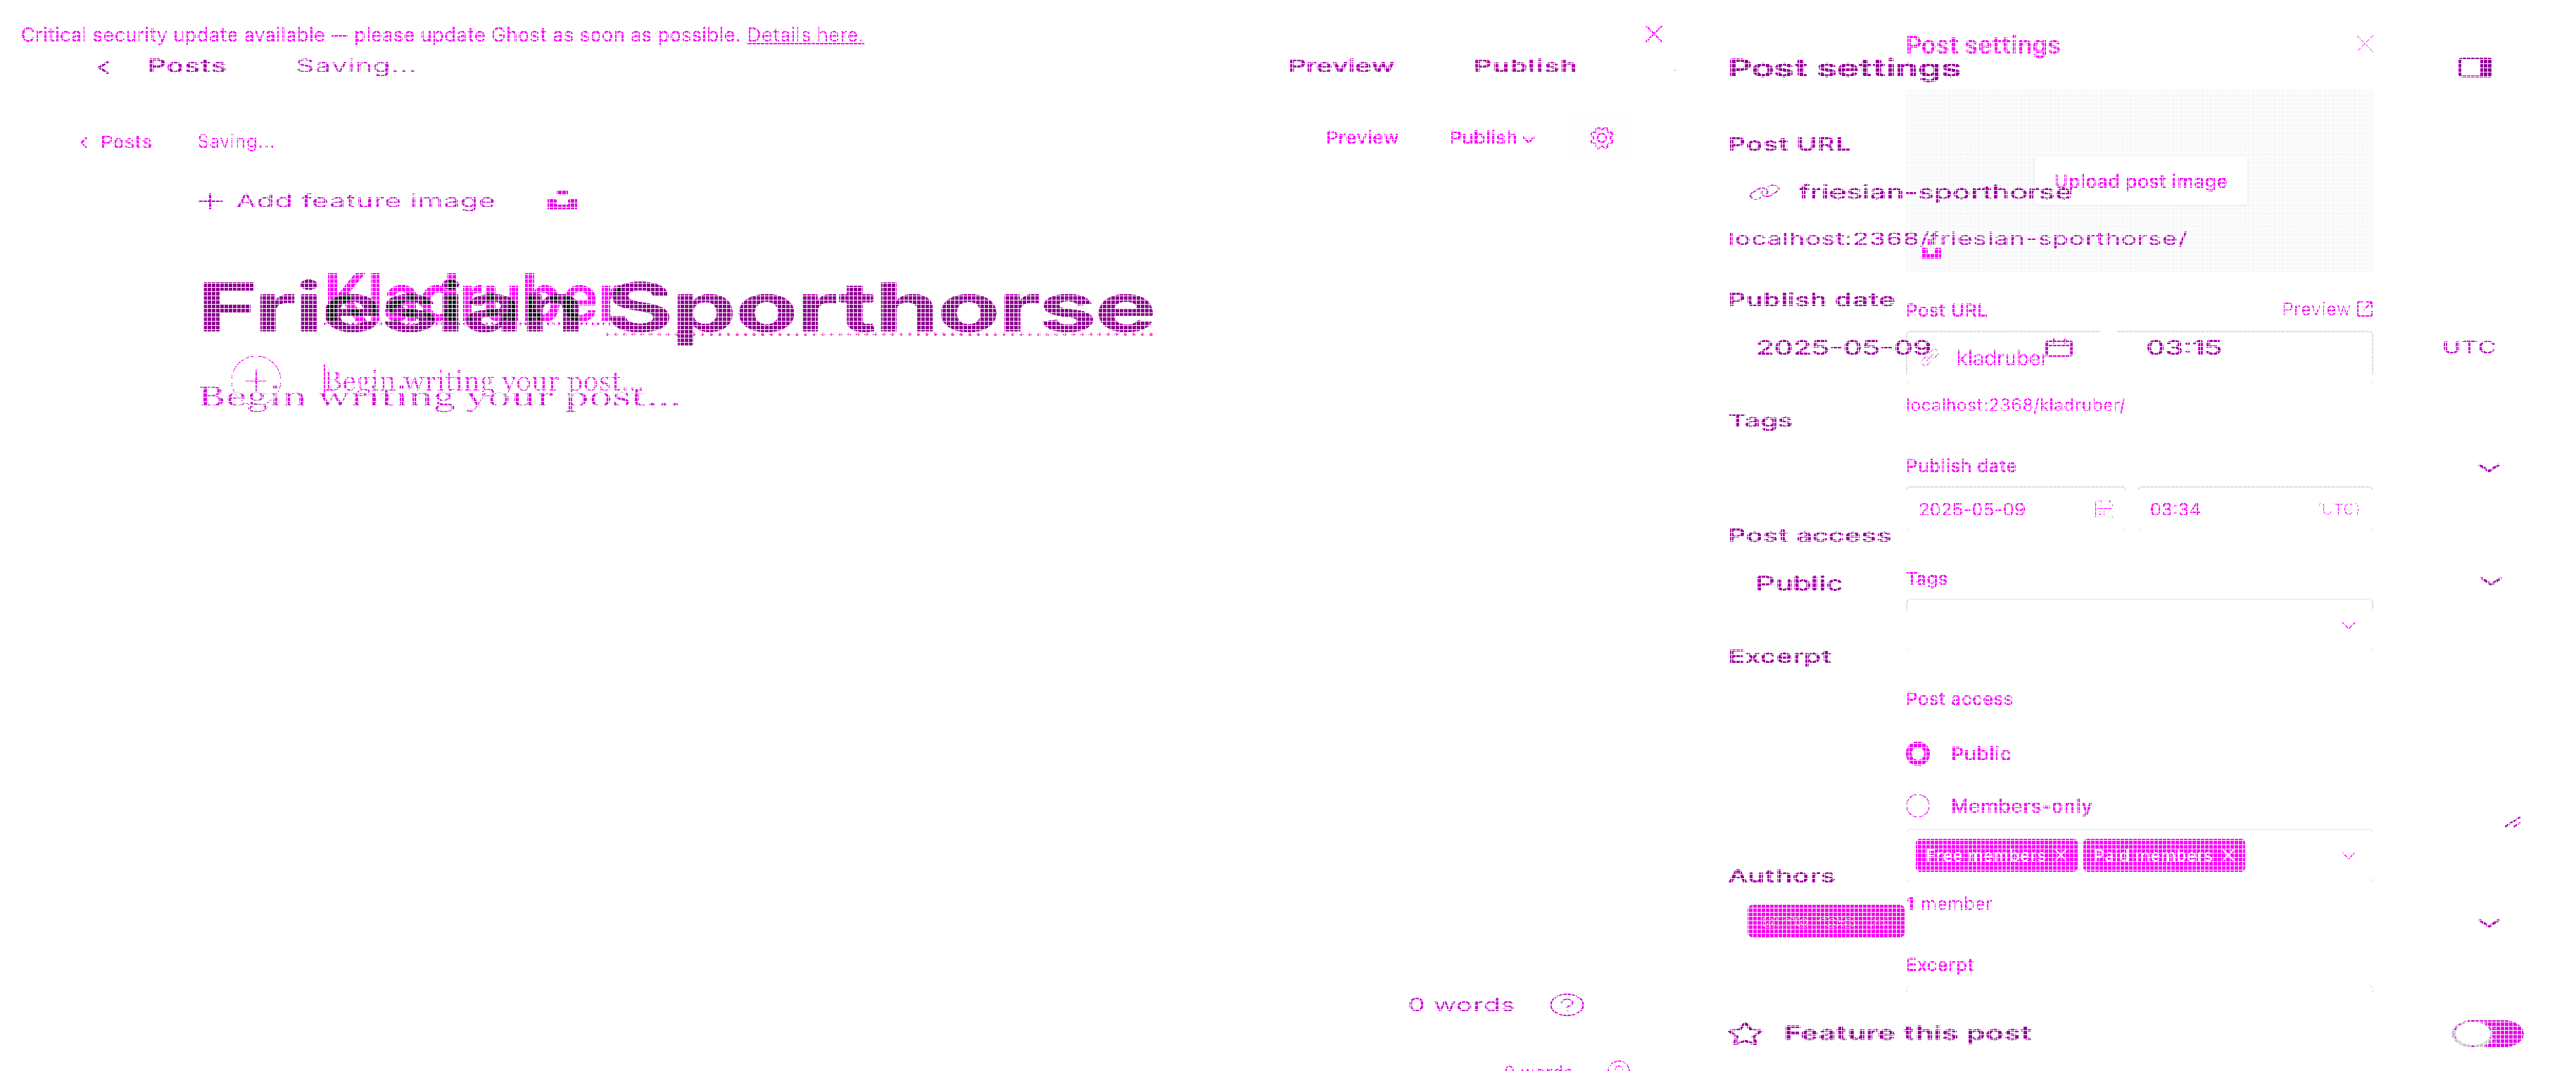 Critical security update available — please update Ghost as soon as possible. Details here.
Post settings
Posts
Saving...
Preview
Publish
Post settings
Posts
Saving...
Preview
Publish
Post URL
Upload post image
Add feature image
friesian-sporthorse
localhost:2368/friesian-sporthorse/
Friesian Sporthorse
Kladruber
Publish date
Post URL
Preview
2025-05-09
03:15
UTC
kladruber
Begin writing your post...
Begin writing your post...
localhost:2368/kladruber/
Tags
Publish date
2025-05-09
03:34
(UTC)
Post access
Tags
Public
Excerpt
Post access
Public
Members-only
Free members
Paid members
Authors
1 member
Excerpt
0 words
?
Feature this post
0 words